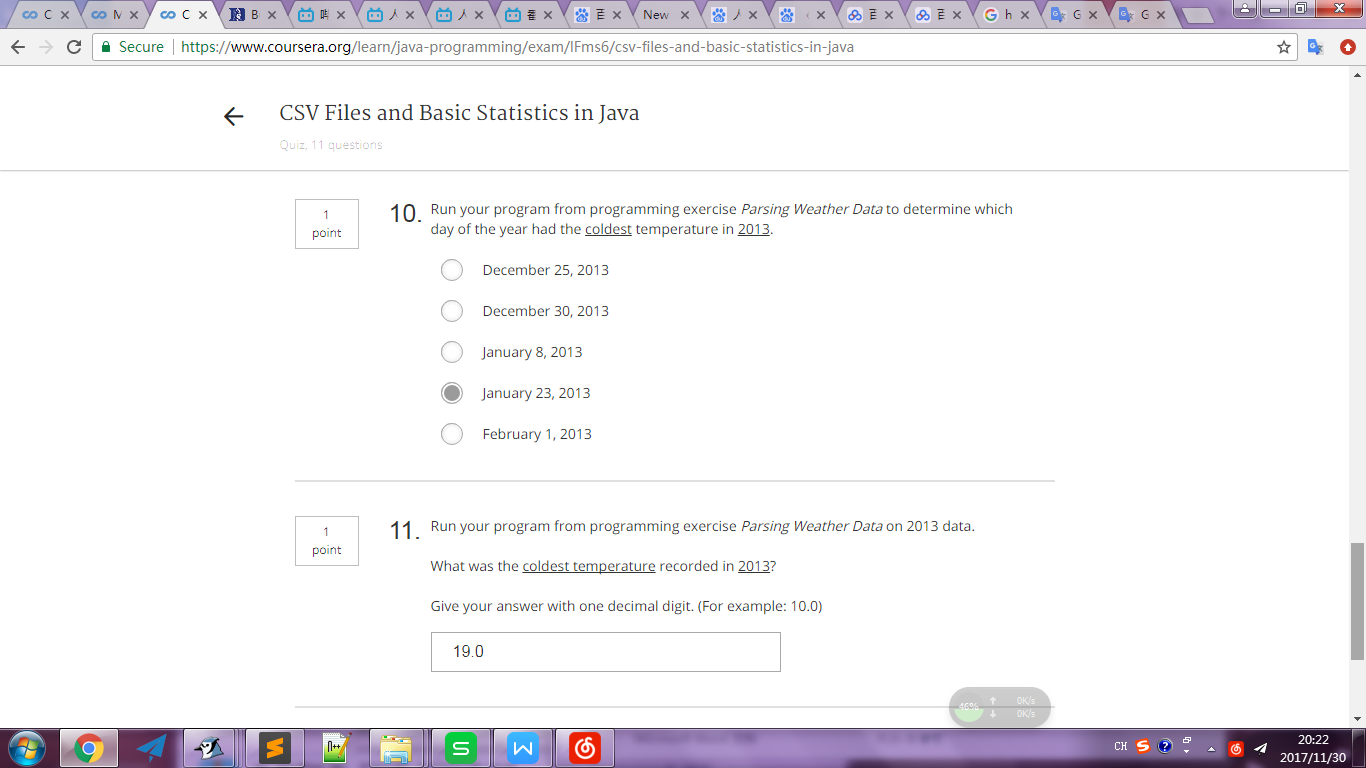 C
M
C
B
New
G h
G
G
Secure | https://www.coursera.org/learn/java-programming/exam/lFms6/csv-files-and-basic-statistics-in-java
CSV Files and Basic Statistics in Java
Quiz, 11 questions
1
point
10. Run your program from programming exercise Parsing Weather Data to determine which
day of the year had the coldest temperature in 2013.
December 25, 2013
December 30, 2013
January 8, 2013
January 23, 2013
February 1, 2013
1
point
11. Run your program from programming exercise Parsing Weather Data on 2013 data.
What was the coldest temperature recorded in 2013?
Give your answer with one decimal digit. (For example: 10.0)
19.0
46%
0K/s
0K/s
CH
20:22
2017/11/30